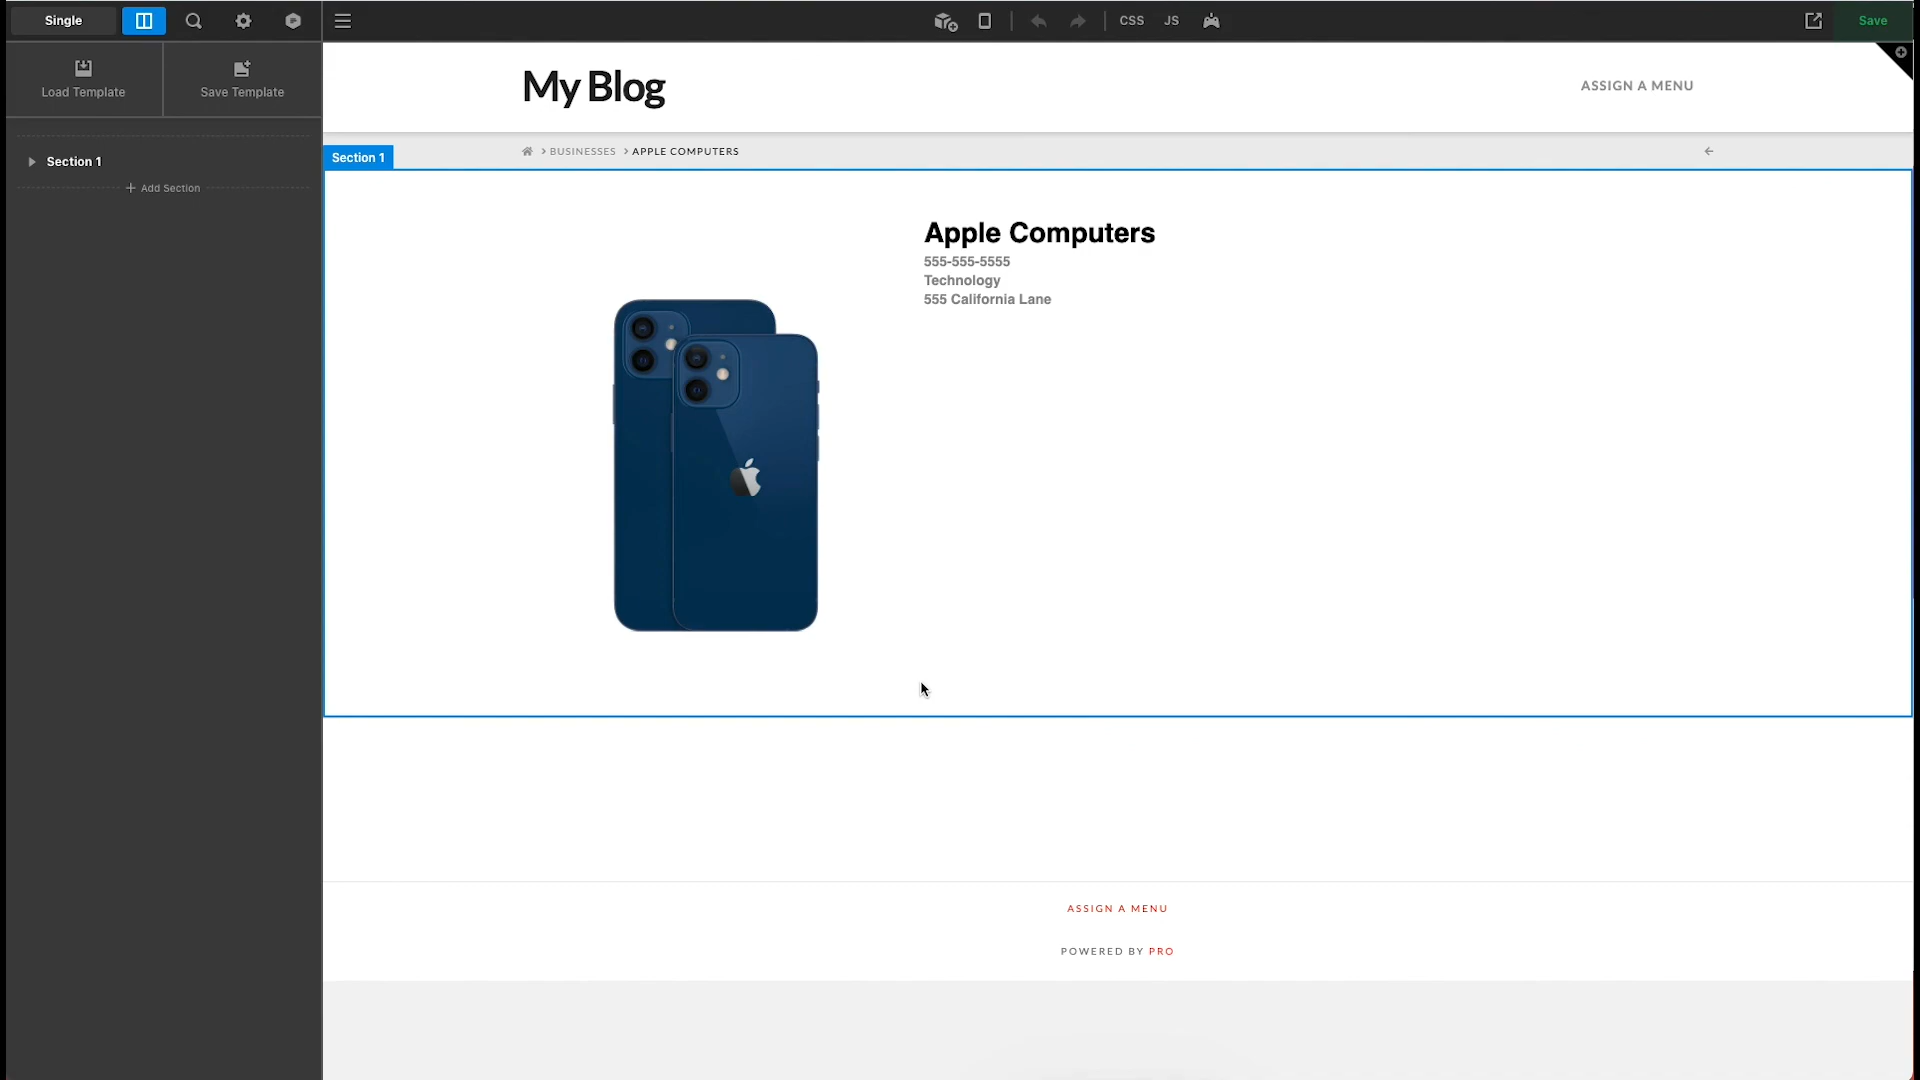 Single
CSS JS
Save
Load Template Save Template
My Blog
ASSIGN A MENU
Section 1
Add Section
Section 1
> BUSINESSES > APPLE COMPUTERS
Apple Computers
555-555-5555
Technology
555 California Lane
ASSIGN A MENU
POWERED BY PRO